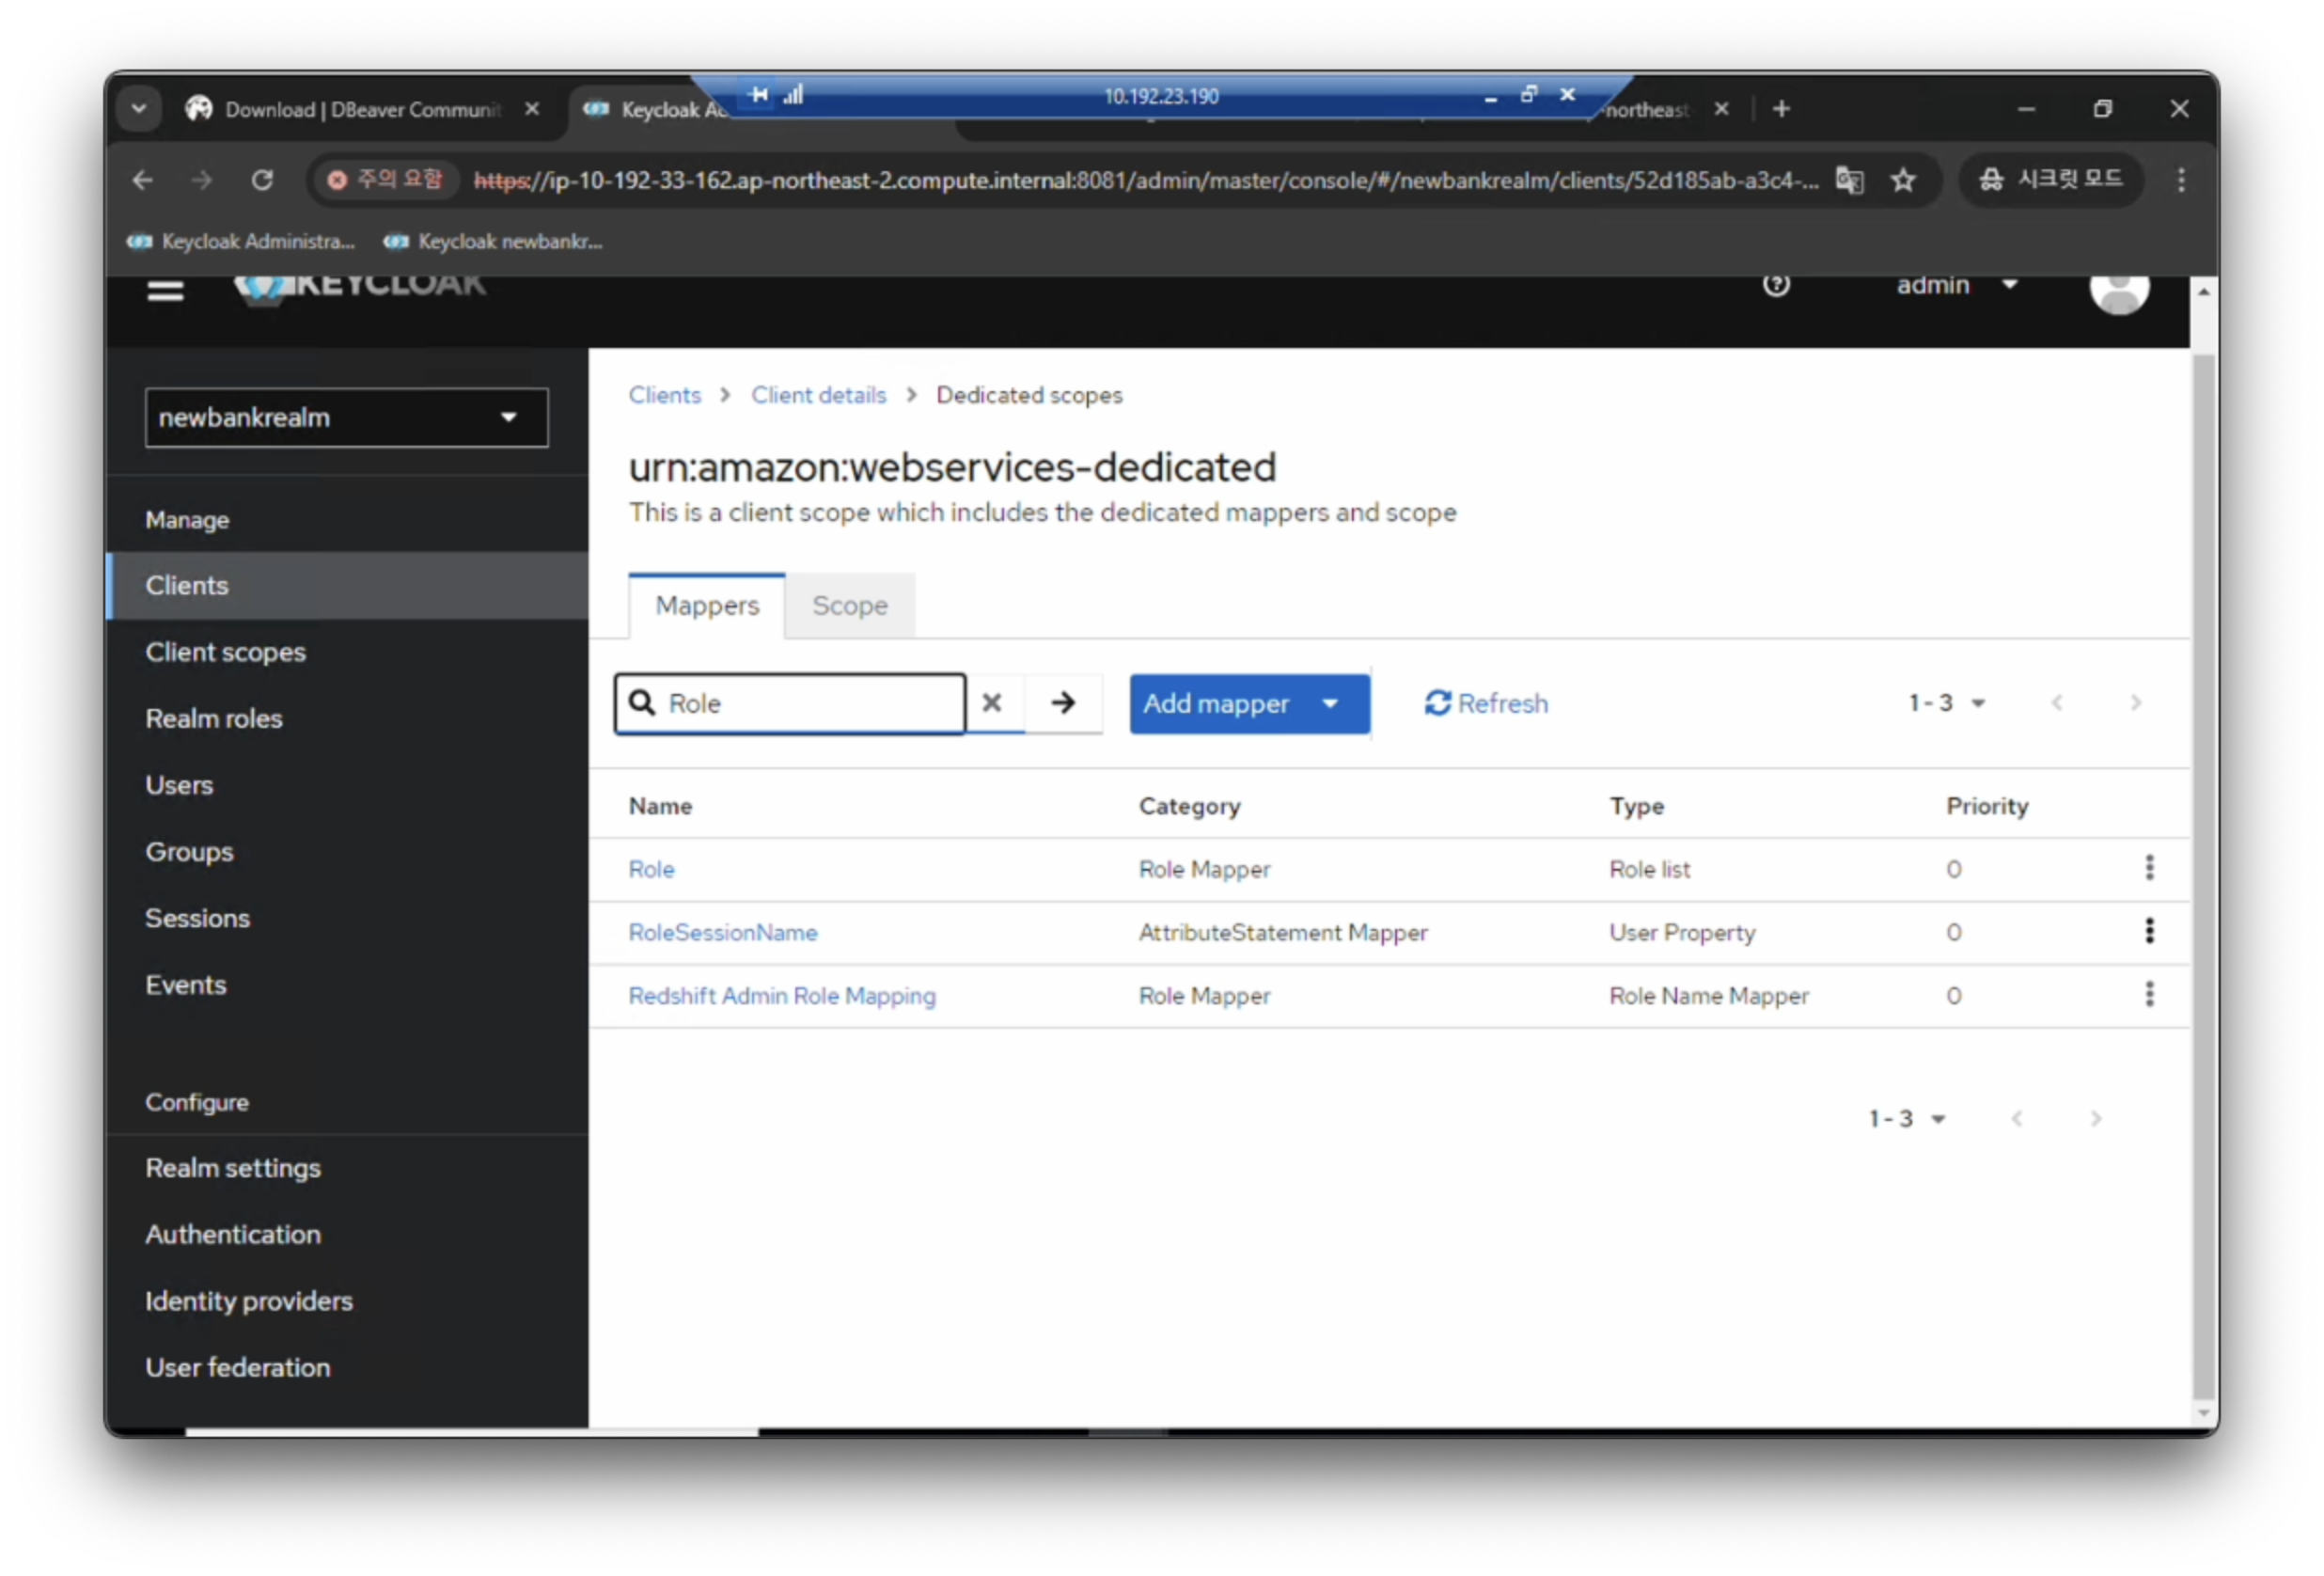 10.192.23.190
Download | DBeaver Communit
Keycloak Ad
-northeast
주의 요함
https://ip-10-192-33-162.ap-northeast-2.compute.internal:8081/admin/master/console/#/newbankrealm/clients/52d185ab-a3c4-...
시크릿 모드
Keycloak Administra...
Keycloak newbankr...
KEYCLOAK
admin
newbankrealm
Manage
Clients
Client scopes
Realm roles
Users
Groups
Sessions
Events
Configure
Realm settings
Authentication
Identity providers
User federation
Clients > Client details > Dedicated scopes
urn:amazon:webservices-dedicated
This is a client scope which includes the dedicated mappers and scope
Mappers
Scope
Role
Add mapper
Refresh
1 - 3
Name Category Type Priority
Role Role Mapper Role list 0
RoleSessionName AttributeStatement Mapper User Property 0
Redshift Admin Role Mapping Role Mapper Role Name Mapper 0
1 - 3